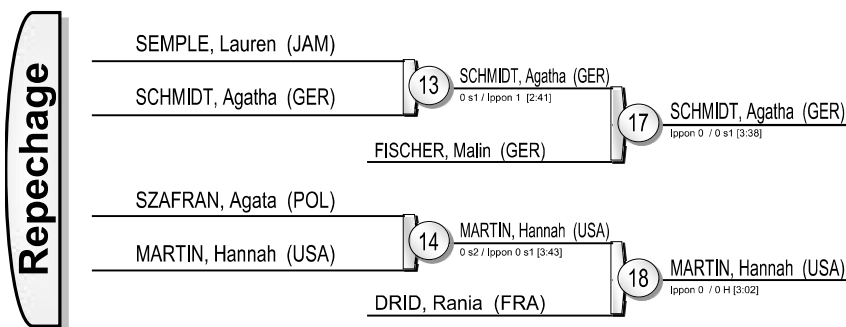 Repechage
SEMPLE, Lauren (JAM)
SCHMIDT, Agatha (GER)
13
SCHMIDT, Agatha (GER)
0 s1 / Ippon 1 [2:41]
FISCHER, Malin (GER)
17
SCHMIDT, Agatha (GER)
Ippon 0 / 0 s1 [3:38]
SZAFRAN, Agata (POL)
MARTIN, Hannah (USA)
14
MARTIN, Hannah (USA)
0 s2 / Ippon 0 s1 [3:43]
DRID, Rania (FRA)
18
MARTIN, Hannah (USA)
Ippon 0 / 0 H [3:02]